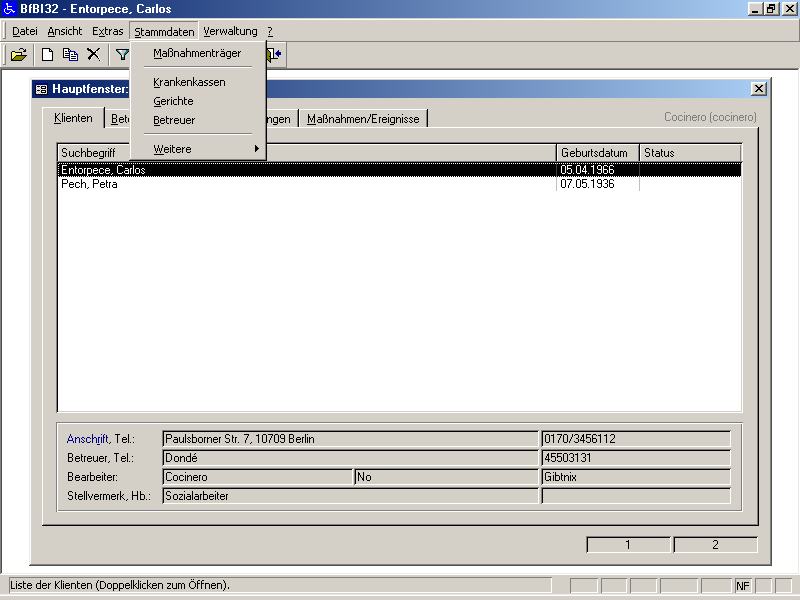 BfBI32 - Entorpece, Carlos
Datei Ansicht Extras Stammdaten Verwaltung ?
Maßnahmenträger
Krankenkassen
Gerichte
Betreuer
Weitere
Hauptfenster:
Klienten ngen Maßnahmen/Ereignisse Cocinero (cocinero)
Suchbegriff Geburtsdatum Status
Entorpece, Carlos 05.04.1966
Pech, Petra 07.05.1936
Anschrift, Tel.: Paulsborner Str. 7, 10709 Berlin 0170/3456112
Betreuer, Tel.: Dondé 45503131
Bearbeiter: Cocinero No Gibtnix
Stellvermerk, Hb.: Sozialarbeiter
1 2
Liste der Klienten (Doppelklicken zum Öffnen). NF